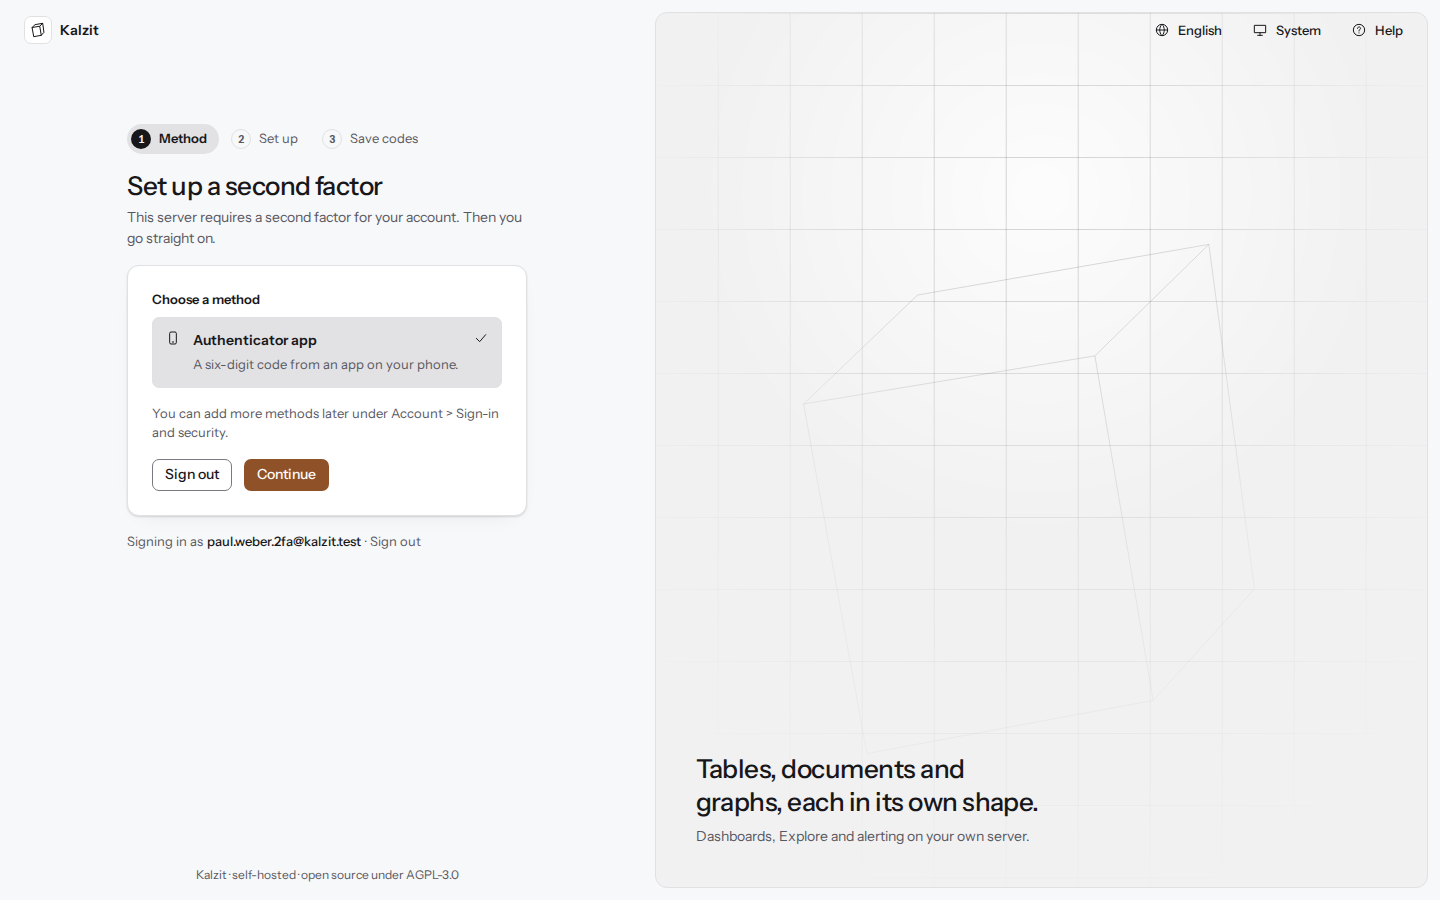 Kalzit
English
System
Help
1 Method
2 Set up
3 Save codes
Set up a second factor
This server requires a second factor for your account. Then you
go straight on.
Choose a method
Authenticator app
A six-digit code from an app on your phone.
You can add more methods later under Account > Sign-in
and security.
Sign out
Continue
Signing in as paul.weber.2fa@kalzit.test · Sign out
Kalzit · self-hosted · open source under AGPL-3.0
Tables, documents and
graphs, each in its own shape.
Dashboards, Explore and alerting on your own server.